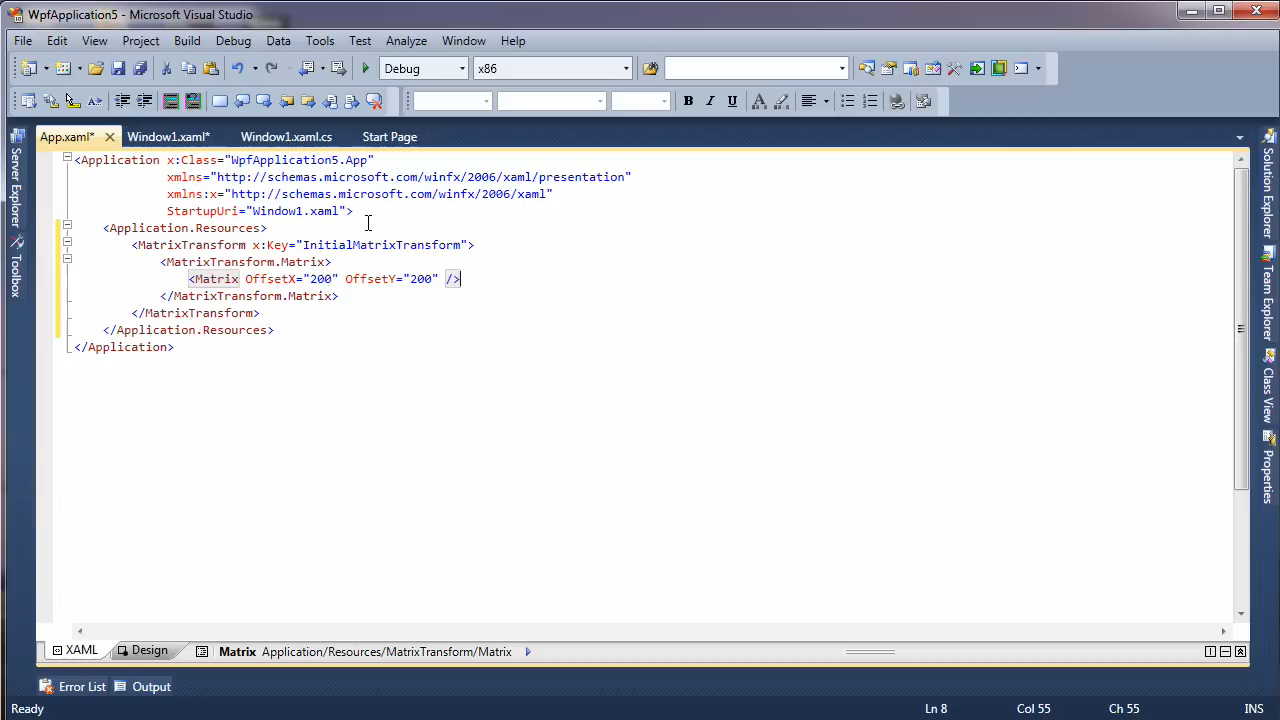 WpfApplication5 - Microsoft Visual Studio
File Edit View Project Build Debug Data Tools Test Analyze Window Help
Debug x86
App.xaml* Window1.xaml* Window1.xaml.cs Start Page
<Application x:Class="WpfApplication5.App"
xmlns="http://schemas.microsoft.com/winfx/2006/xaml/presentation"
xmlns:x="http://schemas.microsoft.com/winfx/2006/xaml"
StartupUri="Window1.xaml">
<Application.Resources>
<MatrixTransform x:Key="InitialMatrixTransform">
<MatrixTransform.Matrix>
<Matrix OffsetX="200" OffsetY="200" />
</MatrixTransform.Matrix>
</MatrixTransform>
</Application.Resources>
</Application>
Server Explorer
Toolbox
Solution Explorer
Team Explorer
Class View
Properties
XAML Design Matrix Application/Resources/MatrixTransform/Matrix
Error List Output
Ready Ln 8 Col 55 Ch 55 INS